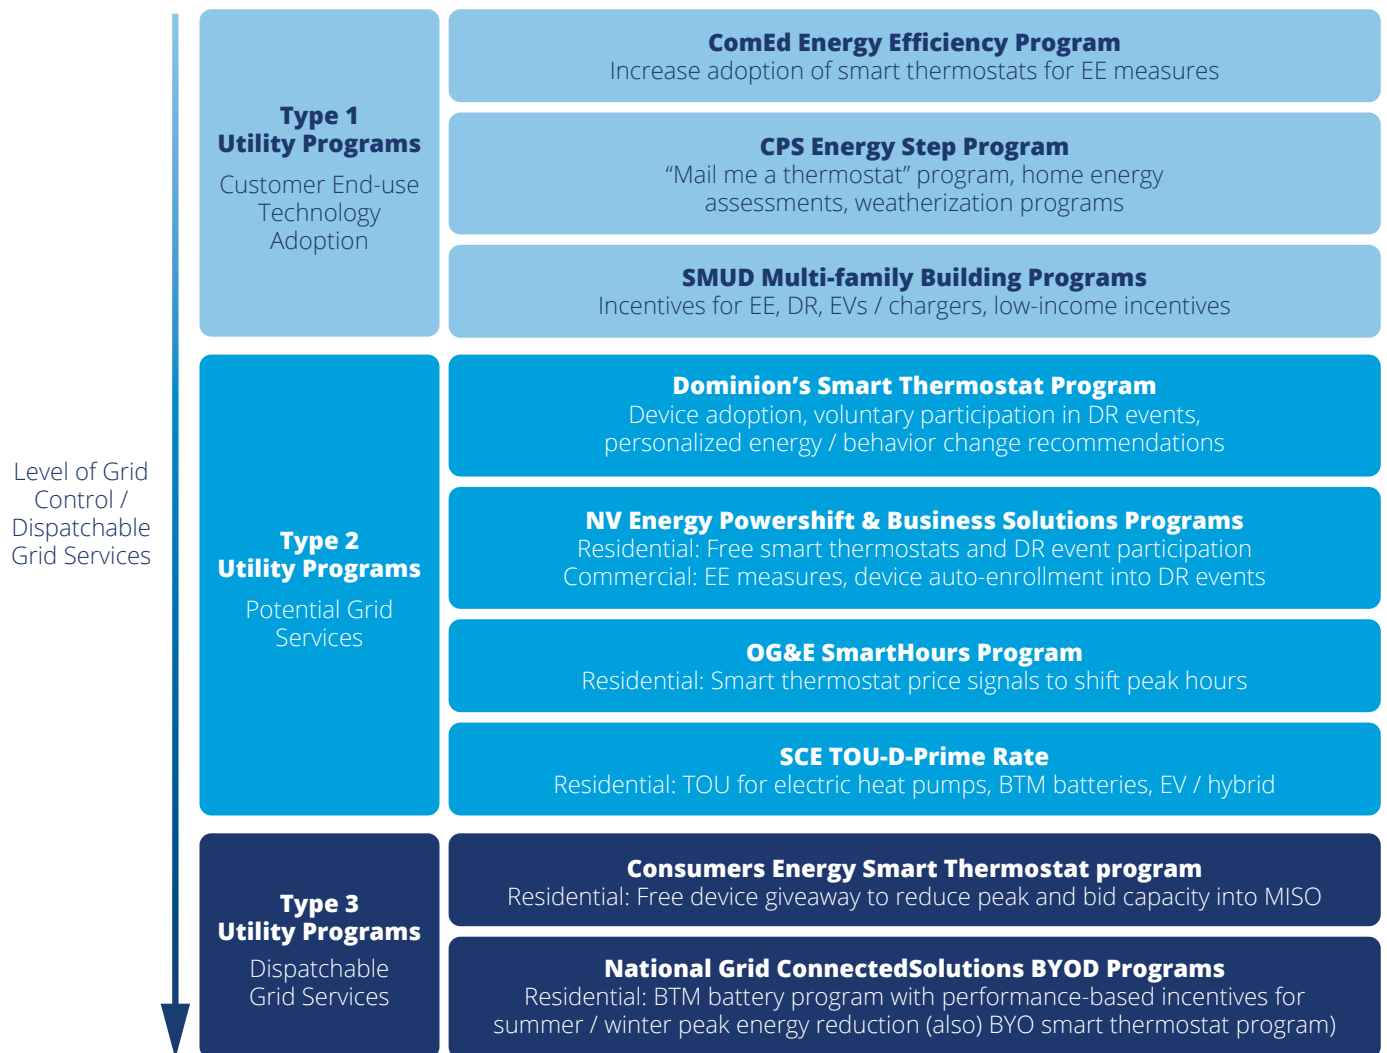 Level of Grid
Control /
Dispatchable
Grid Services
Type 1
Utility Programs
Customer End-use
Technology
Adoption
ComEd Energy Efficiency Program
Increase adoption of smart thermostats for EE measures
CPS Energy Step Program
“Mail me a thermostat” program, home energy
assessments, weatherization programs
SMUD Multi-family Building Programs
Incentives for EE, DR, EVs / chargers, low-income incentives
Type 2
Utility Programs
Potential Grid
Services
Dominion’s Smart Thermostat Program
Device adoption, voluntary participation in DR events,
personalized energy / behavior change recommendations
NV Energy Powershift & Business Solutions Programs
Residential: Free smart thermostats and DR event participation
Commercial: EE measures, device auto-enrollment into DR events
OG&E SmartHours Program
Residential: Smart thermostat price signals to shift peak hours
SCE TOU-D-Prime Rate
Residential: TOU for electric heat pumps, BTM batteries, EV / hybrid
Type 3
Utility Programs
Dispatchable
Grid Services
Consumers Energy Smart Thermostat program
Residential: Free device giveaway to reduce peak and bid capacity into MISO
National Grid ConnectedSolutions BYOD Programs
Residential: BTM battery program with performance-based incentives for
summer / winter peak energy reduction (also) BYO smart thermostat program)